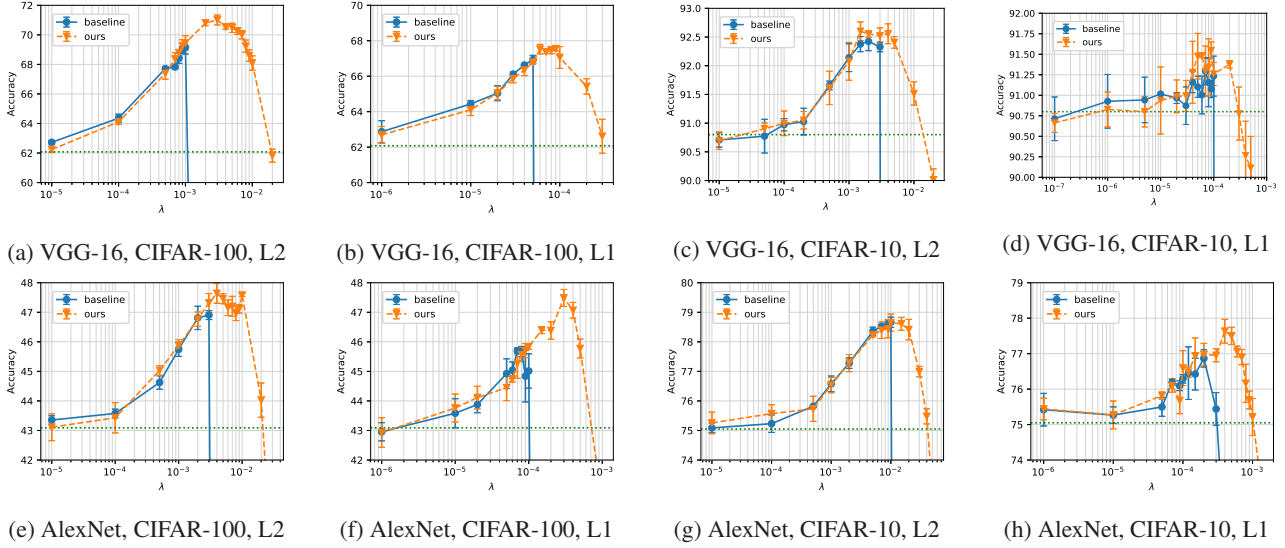 baseline
ours
Accuracy
72
70
68
66
64
62
60
10⁻⁵
10⁻⁴
10⁻³
10⁻²
λ
(a) VGG-16, CIFAR-100, L2
baseline
ours
Accuracy
70
68
66
64
62
60
10⁻⁶
10⁻⁵
10⁻⁴
λ
(b) VGG-16, CIFAR-100, L1
baseline
ours
Accuracy
93.0
92.5
92.0
91.5
91.0
90.5
90.0
10⁻⁵
10⁻⁴
10⁻³
10⁻²
λ
(c) VGG-16, CIFAR-10, L2
baseline
ours
Accuracy
92.00
91.75
91.50
91.25
91.00
90.75
90.50
90.25
90.00
10⁻⁷
10⁻⁶
10⁻⁵
10⁻⁴
10⁻³
λ
(d) VGG-16, CIFAR-10, L1
baseline
ours
Accuracy
48
47
46
45
44
43
42
10⁻⁵
10⁻⁴
10⁻³
10⁻²
λ
(e) AlexNet, CIFAR-100, L2
baseline
ours
Accuracy
48
47
46
45
44
43
42
10⁻⁶
10⁻⁵
10⁻⁴
10⁻³
λ
(f) AlexNet, CIFAR-100, L1
baseline
ours
Accuracy
80
79
78
77
76
75
74
10⁻⁵
10⁻⁴
10⁻³
10⁻²
λ
(g) AlexNet, CIFAR-10, L2
baseline
ours
Accuracy
79
78
77
76
75
74
10⁻⁶
10⁻⁵
10⁻⁴
10⁻³
λ
(h) AlexNet, CIFAR-10, L1